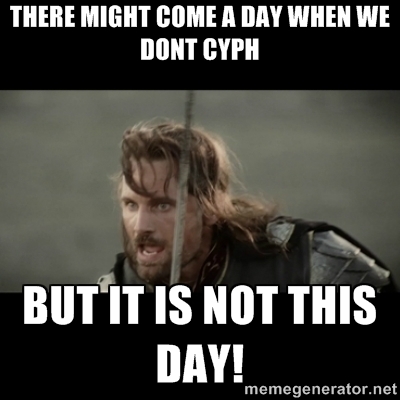 THERE MIGHT COME A DAY WHEN WE
DONT CYPH
BUT IT IS NOT THIS
DAY!
memegenerator.net